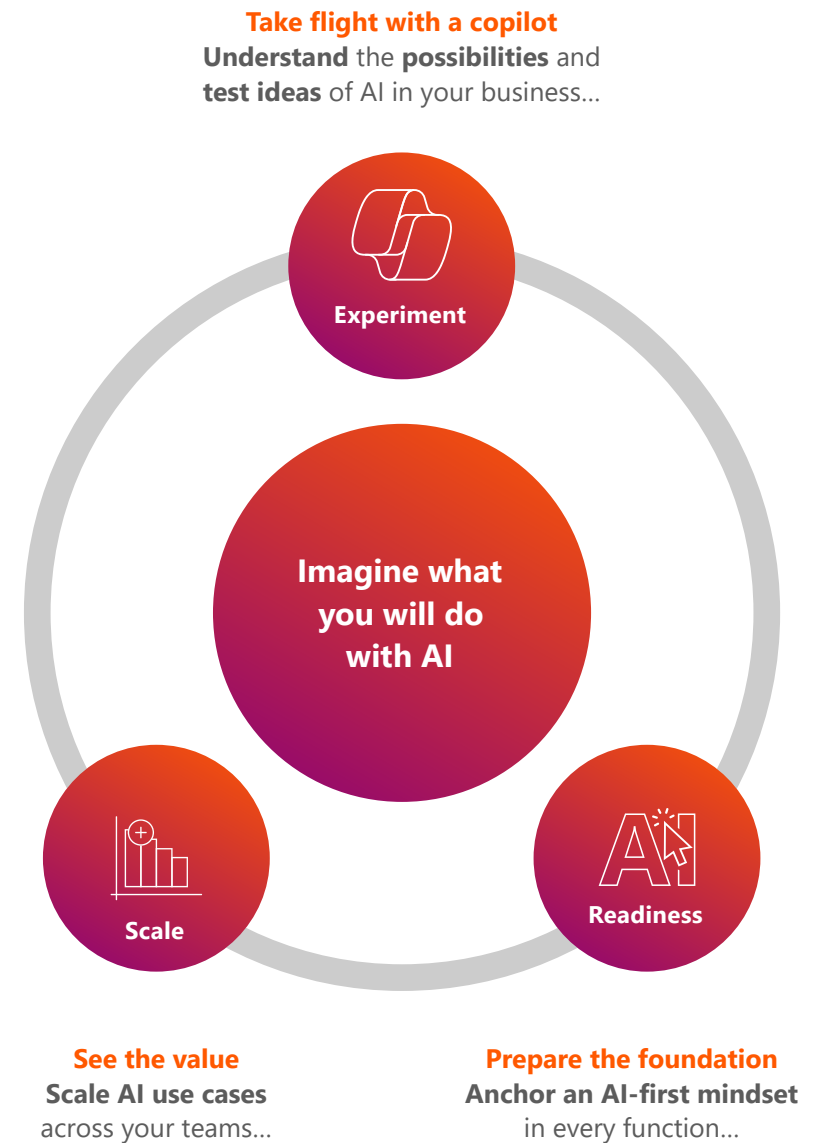 Take flight with a copilot
Understand the possibilities and
test ideas of AI in your business...
Experiment
Imagine what
you will do
with AI
AI
Readiness
Scale
See the value
Scale AI use cases
across your teams...
Prepare the foundation
Anchor an AI-first mindset
in every function...